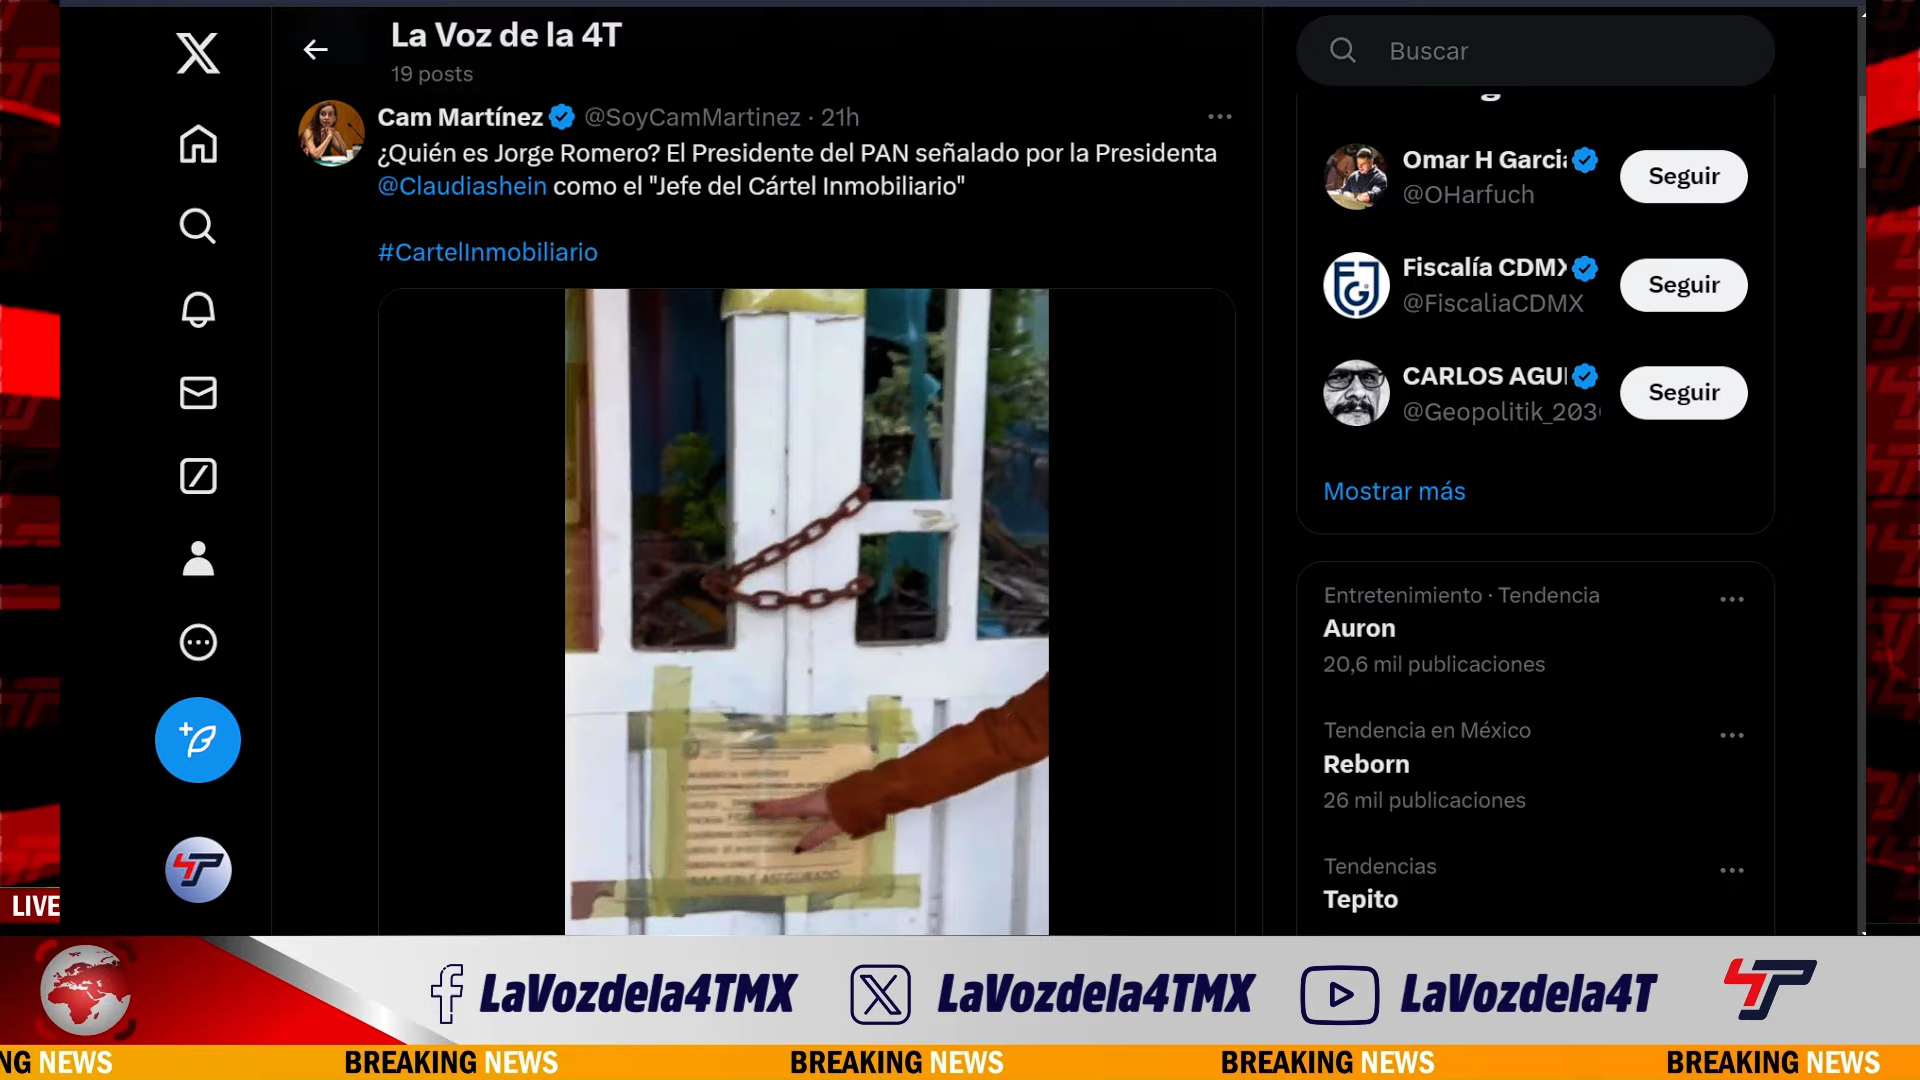 La Voz de la 4T
19 posts
Cam Martínez @SoyCamMartinez · 21h
¿Quién es Jorge Romero? El Presidente del PAN señalado por la Presidenta
@Claudiashein como el "Jefe del Cártel Inmobiliario"
#CartelInmobiliario
INMUEBLE ASEGURADO
Buscar
Omar H Garci
@OHarfuch
Seguir
Fiscalía CDMX
@FiscaliaCDMX
Seguir
CARLOS AGU
@Geopolitik_203
Seguir
Mostrar más
Entretenimiento · Tendencia
Auron
20,6 mil publicaciones
Tendencia en México
Reborn
26 mil publicaciones
Tendencias
Tepito
LIVE
LaVozdela4TMX
LaVozdela4TMX
LaVozdela4T
NG NEWS BREAKING NEWS BREAKING NEWS BREAKING NEWS BREAKING NEWS